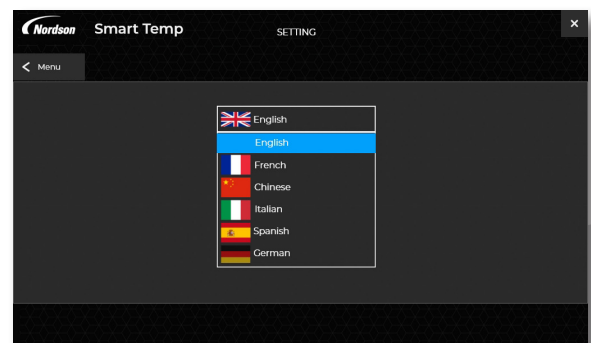 Nordson Smart Temp SETTING ×
< Menu
English
English
French
Chinese
Italian
Spanish
German